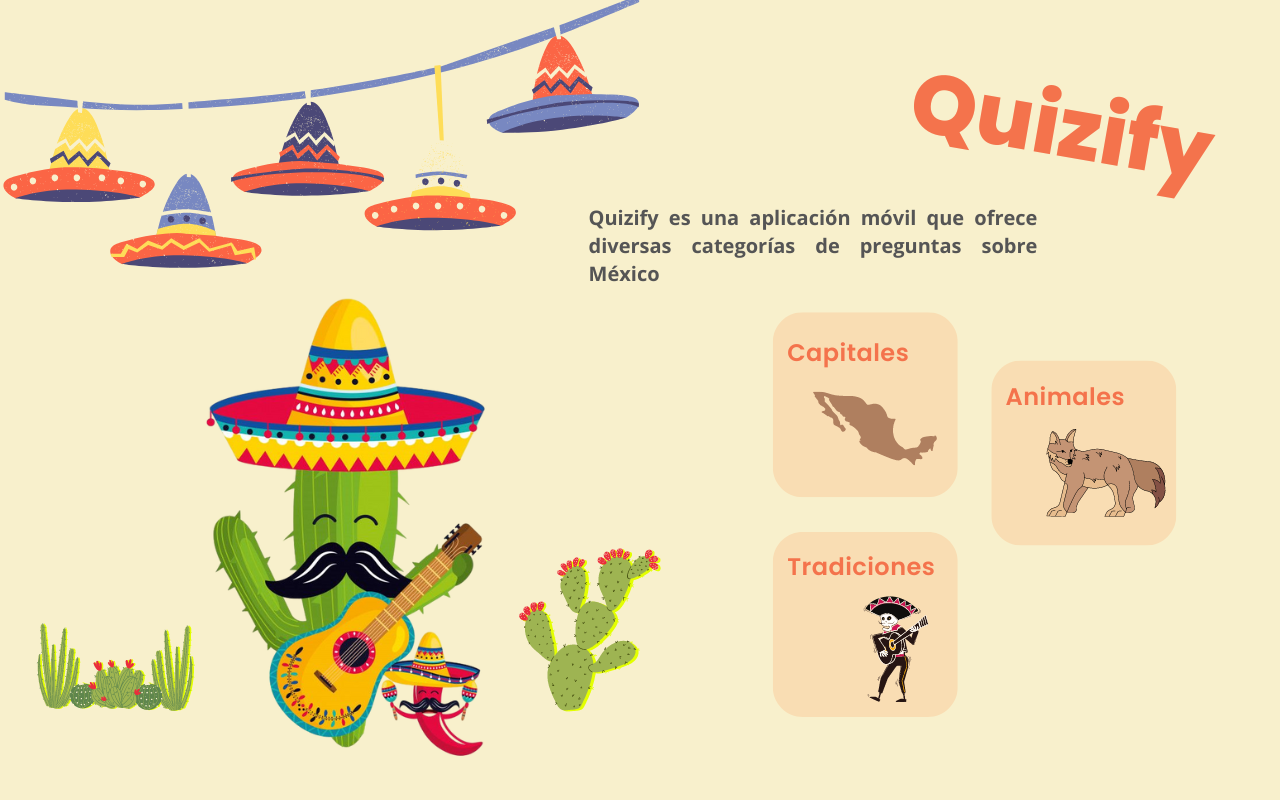 Quizify
Quizify es una aplicación móvil que ofrece
diversas categorías de preguntas sobre
México
Capitales
Animales
Tradiciones